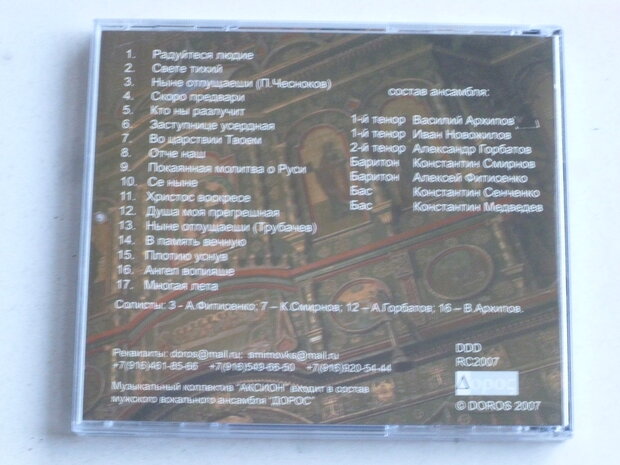 1. Радуйтеся людие
2. Свете тихий
3. Ныне отпущаеши (П.Чесноков)
4. Скоро предвари
5. Кто ны разлучит
6. Заступнице усердная
7. Во царствии Твоем
8. Отче наш
9. Покаянная молитва о Руси
10. Се ныне
11. Христос воскресе
12. Душа моя прегрешная
13. Ныне отпущаеши (Трубачев)
14. В память вечную
15. Плотию уснув
16. Ангел вопияше
17. Многая лета
состав ансамбля:
1-й тенор Василий Архипов
1-й тенор Иван Новожилов
2-й тенор Александр Горбатов
Баритон Константин Смирнов
Баритон Алексей Фитисенко
Бас Константин Сенченко
Бас Константин Медведев
Солисты: 3 - А.Фитисенко; 7 – К.Смирнов; 12 – А.Горбатов; 16 – В.Архипов.
Реквизиты: doros@mail.ru; smirnovks@mail.ru
+7(916)461-85-66 +7(916)549-66-50 +7(916)820-54-44
Музыкальный коллектив "АКСИОН" входит в состав
мужского вокального ансамбля "ДОРОС"
DDD
RC2007
Дорос
© DOROS 2007